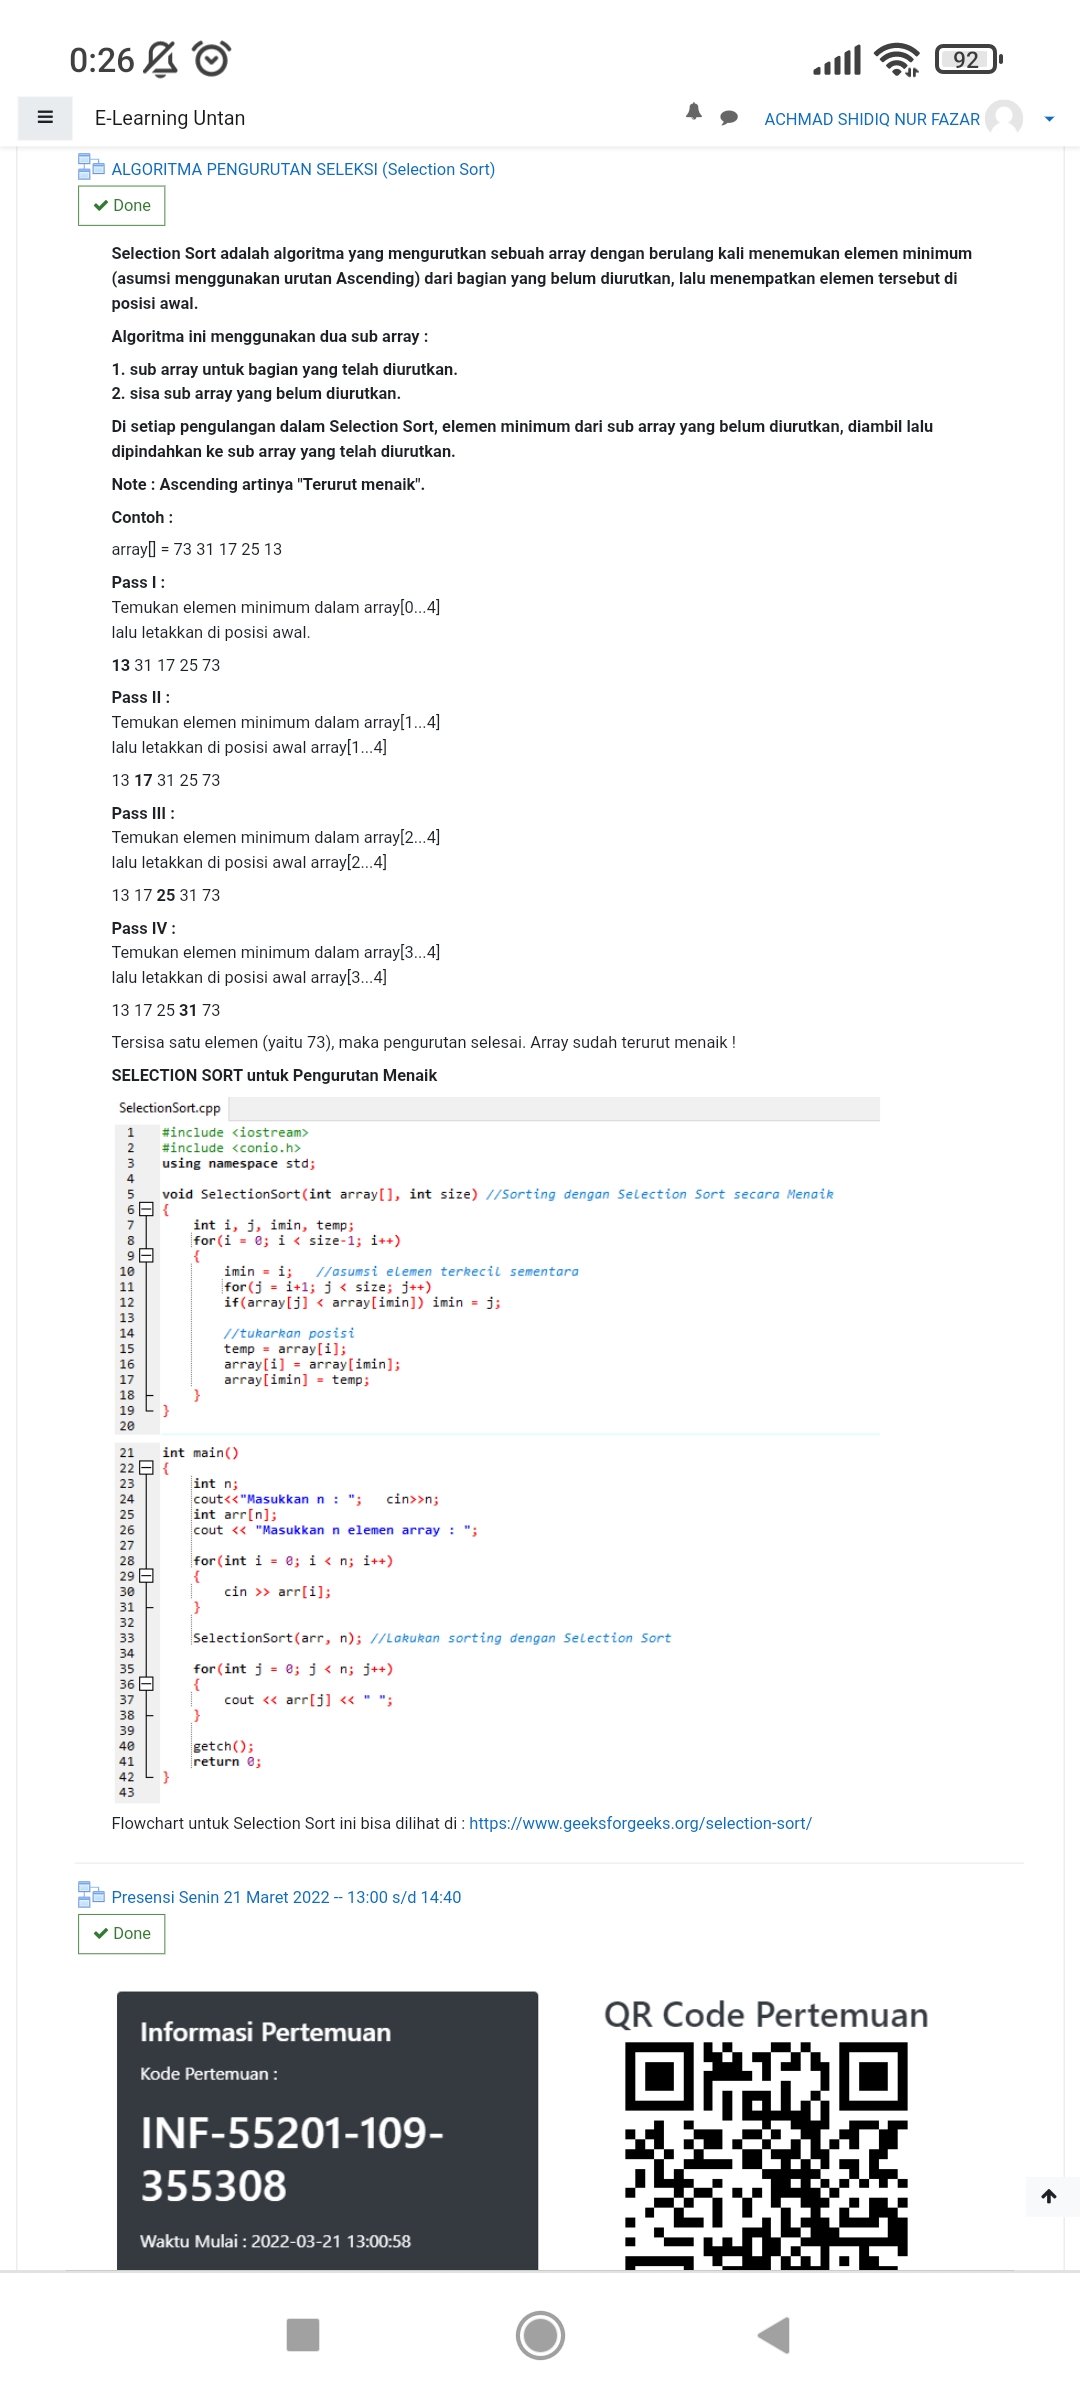 0:26
92
E-Learning Untan
ACHMAD SHIDIQ NUR FAZAR
ALGORITMA PENGURUTAN SELEKSI (Selection Sort)
Done
Selection Sort adalah algoritma yang mengurutkan sebuah array dengan berulang kali menemukan elemen minimum
(asumsi menggunakan urutan Ascending) dari bagian yang belum diurutkan, lalu menempatkan elemen tersebut di
posisi awal.
Algoritma ini menggunakan dua sub array :
1. sub array untuk bagian yang telah diurutkan.
2. sisa sub array yang belum diurutkan.
Di setiap pengulangan dalam Selection Sort, elemen minimum dari sub array yang belum diurutkan, diambil lalu
dipindahkan ke sub array yang telah diurutkan.
Note : Ascending artinya "Terurut menaik".
Contoh :
array[] = 73 31 17 25 13
Pass I :
Temukan elemen minimum dalam array[0...4]
lalu letakkan di posisi awal.
13 31 17 25 73
Pass II :
Temukan elemen minimum dalam array[1...4]
lalu letakkan di posisi awal array[1...4]
13 17 31 25 73
Pass III :
Temukan elemen minimum dalam array[2...4]
lalu letakkan di posisi awal array[2...4]
13 17 25 31 73
Pass IV :
Temukan elemen minimum dalam array[3...4]
lalu letakkan di posisi awal array[3...4]
13 17 25 31 73
Tersisa satu elemen (yaitu 73), maka pengurutan selesai. Array sudah terurut menaik !
SELECTION SORT untuk Pengurutan Menaik
SelectionSort.cpp
1 #include <iostream>
2 #include <conio.h>
3 using namespace std;
4
5 void SelectionSort(int array[], int size) //Sorting dengan Selection Sort secara Menaik
6 {
7 int i, j, imin, temp;
8 for(i = 0; i < size-1; i++)
9 {
10 imin = i; //asumsi elemen terkecil sementara
11 for(j = i+1; j < size; j++)
12 if(array[j] < array[imin]) imin = j;
13
14 //tukarkan posisi
15 temp = array[i];
16 array[i] = array[imin];
17 array[imin] = temp;
18 }
19 }
20
21 int main()
22 {
23 int n;
24 cout<<"Masukkan n : "; cin>>n;
25 int arr[n];
26 cout << "Masukkan n elemen array : ";
27
28 for(int i = 0; i < n; i++)
29 {
30 cin >> arr[i];
31 }
32
33 SelectionSort(arr, n); //Lakukan sorting dengan Selection Sort
34
35 for(int j = 0; j < n; j++)
36 {
37 cout << arr[j] << " ";
38 }
39
40 getch();
41 return 0;
42 }
43
Flowchart untuk Selection Sort ini bisa dilihat di : https://www.geeksforgeeks.org/selection-sort/
Presensi Senin 21 Maret 2022 -- 13:00 s/d 14:40
Done
Informasi Pertemuan
Kode Pertemuan :
INF-55201-109-
355308
Waktu Mulai : 2022-03-21 13:00:58
QR Code Pertemuan